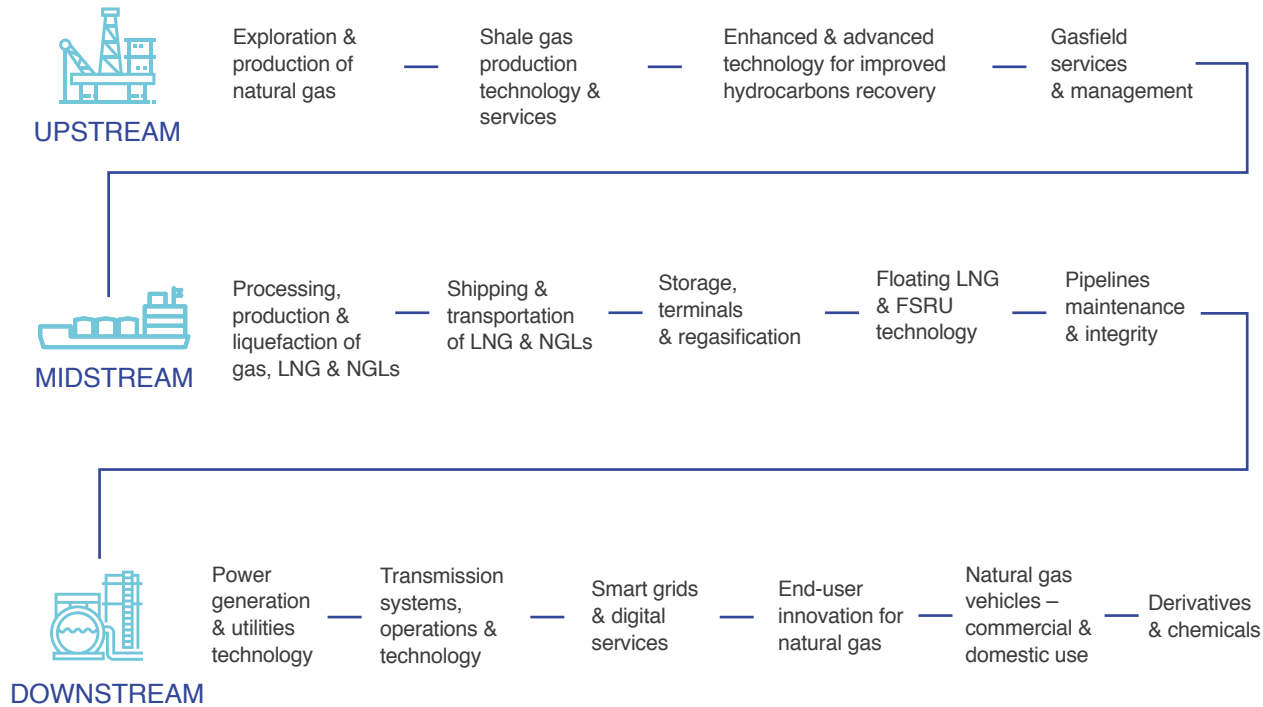 UPSTREAM
Exploration &
production of
natural gas
Shale gas
production
technology &
services
Enhanced & advanced
technology for improved
hydrocarbons recovery
Gasfield
services
& management
MIDSTREAM
Processing,
production &
liquefaction of
gas, LNG & NGLs
Shipping &
transportation
of LNG & NGLs
Storage,
terminals
& regasification
Floating LNG
& FSRU
technology
Pipelines
maintenance
& integrity
DOWNSTREAM
Power
generation
& utilities
technology
Transmission
systems,
operations &
technology
Smart grids
& digital
services
End-user
innovation for
natural gas
Natural gas
vehicles –
commercial &
domestic use
Derivatives
& chemicals